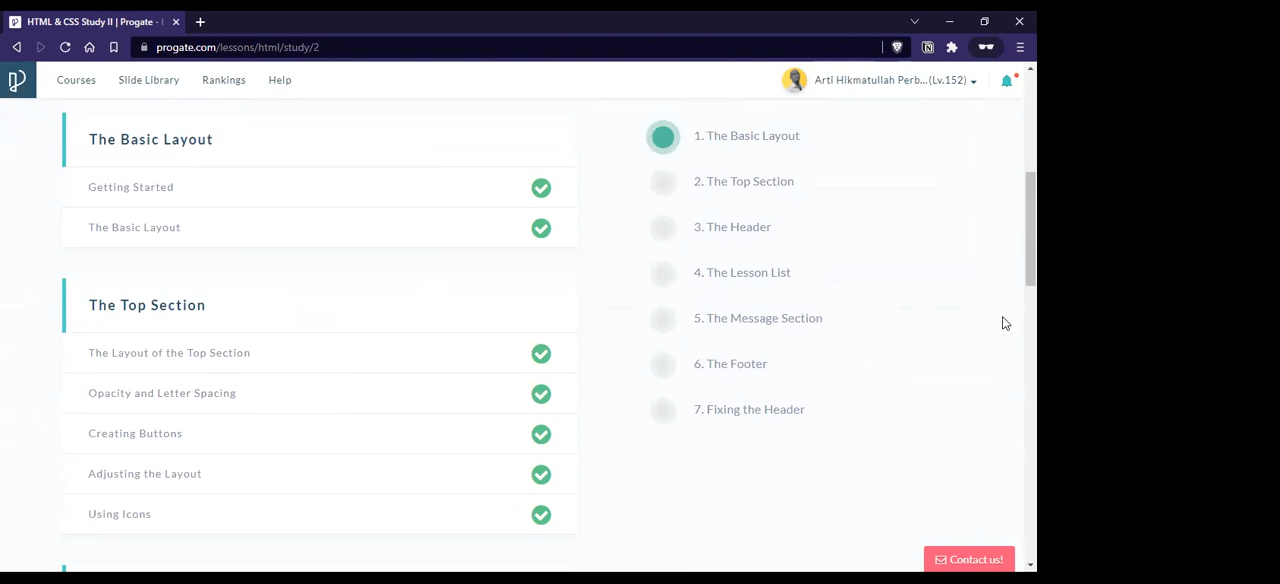 HTML & CSS Study II | Progate - L
progate.com/lessons/html/study/2
Courses Slide Library Rankings Help Arti Hikmatullah Perb...(Lv.152)
The Basic Layout
Getting Started
The Basic Layout
The Top Section
The Layout of the Top Section
Opacity and Letter Spacing
Creating Buttons
Adjusting the Layout
Using Icons
1. The Basic Layout
2. The Top Section
3. The Header
4. The Lesson List
5. The Message Section
6. The Footer
7. Fixing the Header
Contact us!